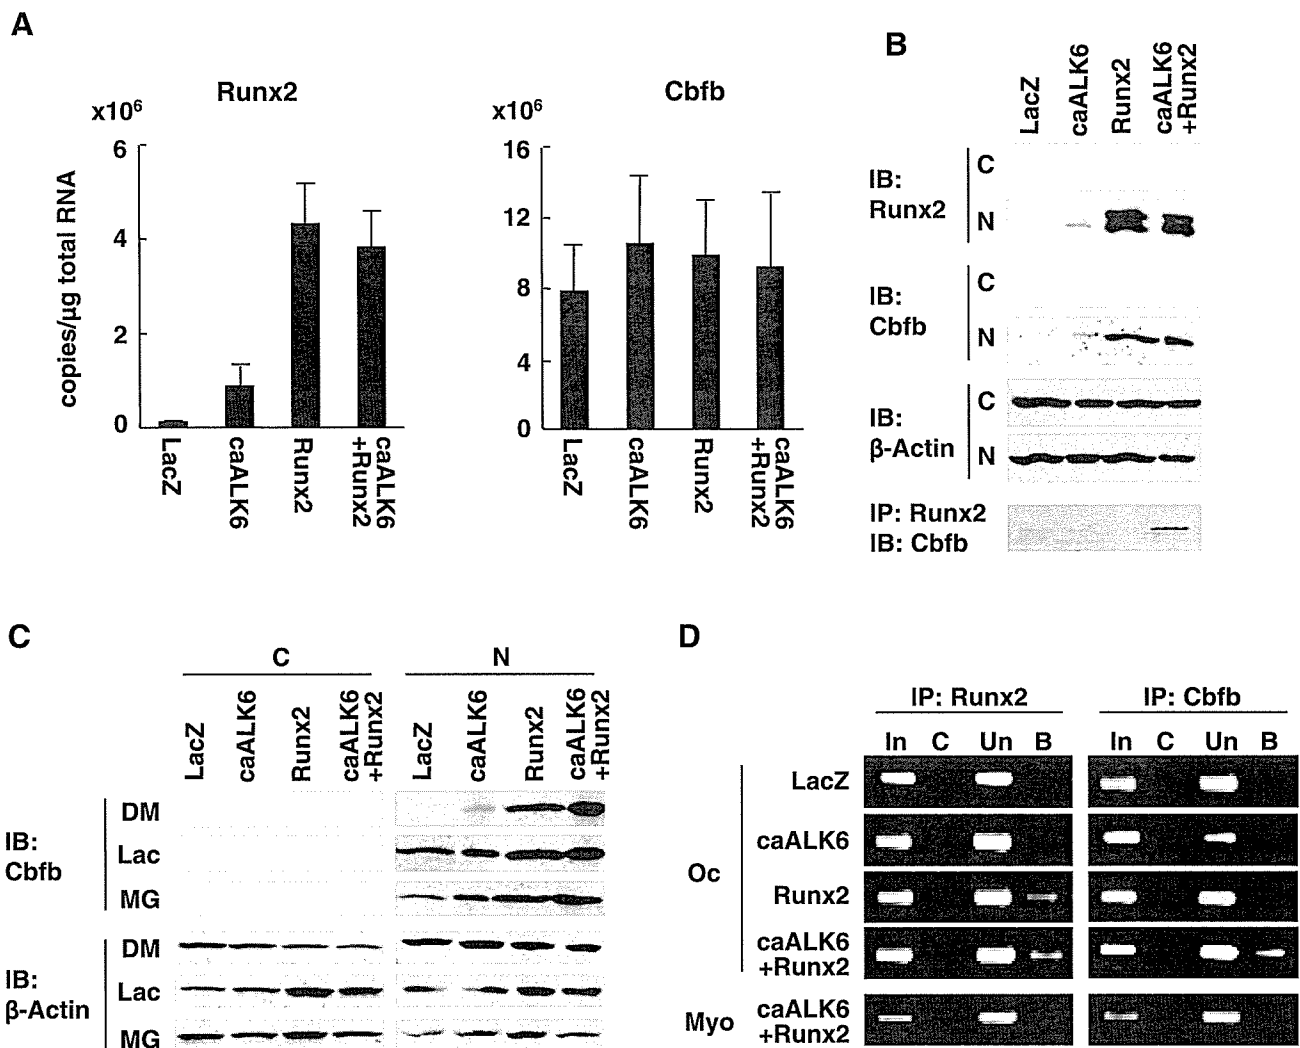 A
Runx2
x10⁶
copies/µg total RNA
6
4
2
0
LacZ
caALK6
Runx2
caALK6
+Runx2
Cbfb
x10⁶
16
12
8
4
0
LacZ
caALK6
Runx2
caALK6
+Runx2
B
LacZ
caALK6
Runx2
caALK6
+Runx2
IB:
Runx2
C
N
IB:
Cbfb
C
N
IB:
β-Actin
C
N
IP: Runx2
IB: Cbfb
C
C
N
LacZ
caALK6
Runx2
caALK6
+Runx2
LacZ
caALK6
Runx2
caALK6
+Runx2
IB:
Cbfb
DM
Lac
MG
IB:
β-Actin
DM
Lac
MG
D
IP: Runx2
IP: Cbfb
In C Un B
In C Un B
Oc
LacZ
caALK6
Runx2
caALK6
+Runx2
Myo
caALK6
+Runx2